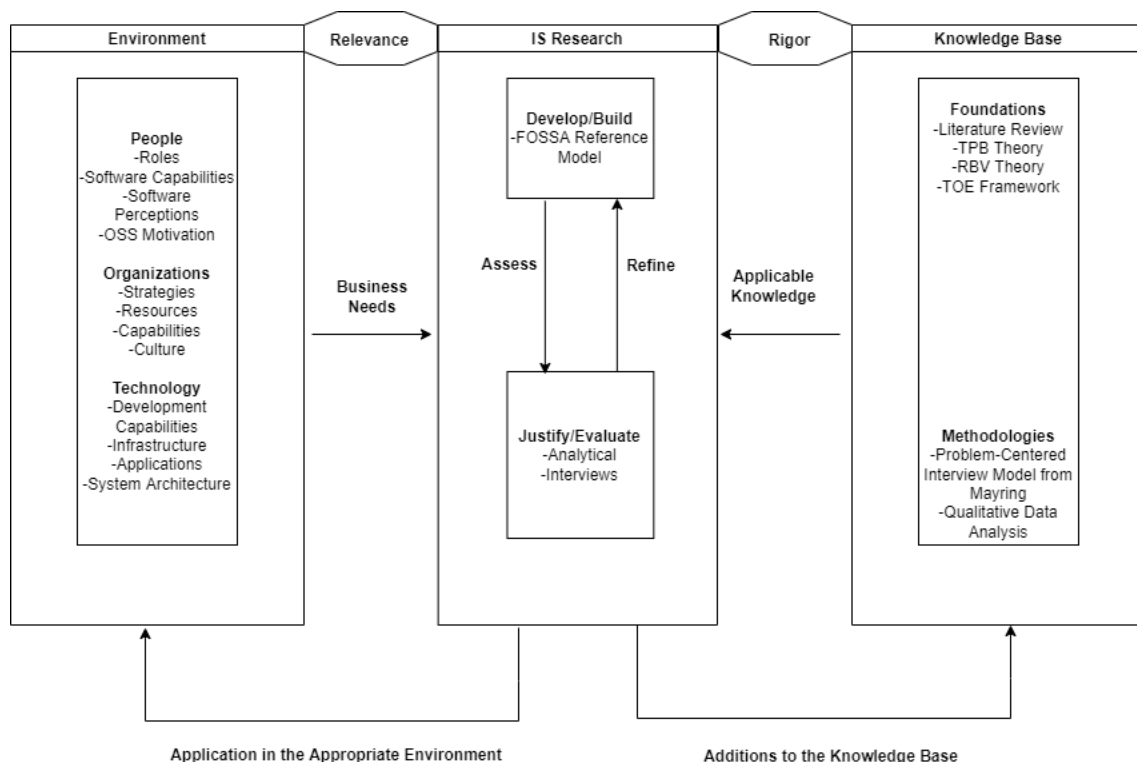 Environment
Relevance
IS Research
Rigor
Knowledge Base
People
-Roles
-Software Capabilities
-Software
Perceptions
-OSS Motivation
Organizations
-Strategies
-Resources
-Capabilities
-Culture
Technology
-Development
Capabilities
-Infrastructure
-Applications
-System Architecture
Business
Needs
Develop/Build
-FOSSA Reference
Model
Assess
Refine
Justify/Evaluate
-Analytical
-Interviews
Applicable
Knowledge
Foundations
-Literature Review
-TPB Theory
-RBV Theory
-TOE Framework
Methodologies
-Problem-Centered
Interview Model from
Mayring
-Qualitative Data
Analysis
Application in the Appropriate Environment
Additions to the Knowledge Base